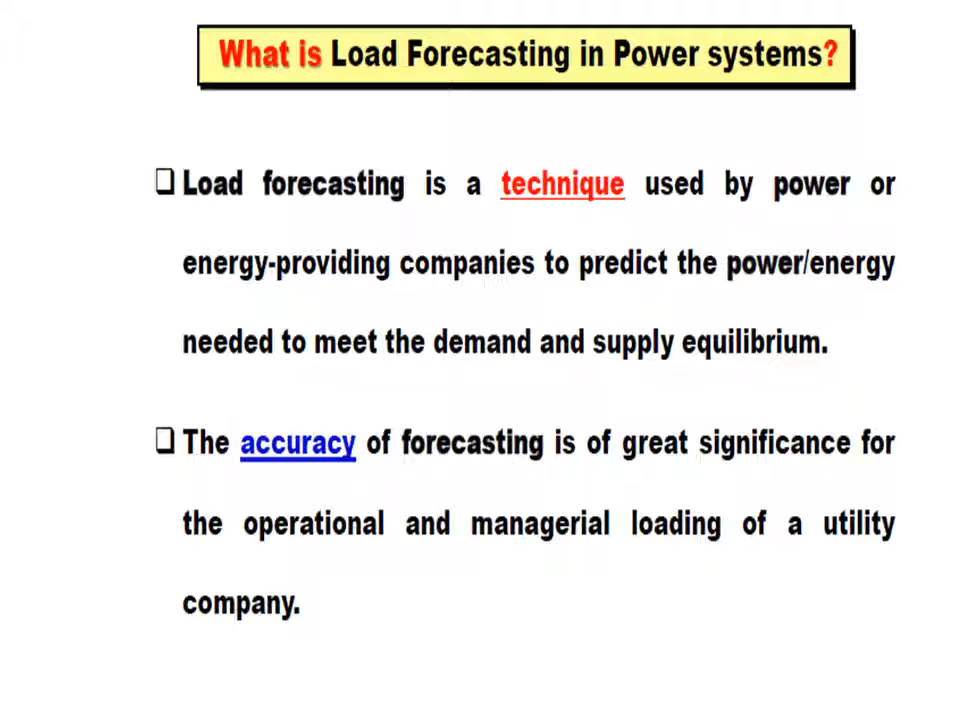 What is Load Forecasting in Power systems?
❑ Load forecasting is a technique used by power or
energy-providing companies to predict the power/energy
needed to meet the demand and supply equilibrium.
❑ The accuracy of forecasting is of great significance for
the operational and managerial loading of a utility
company.